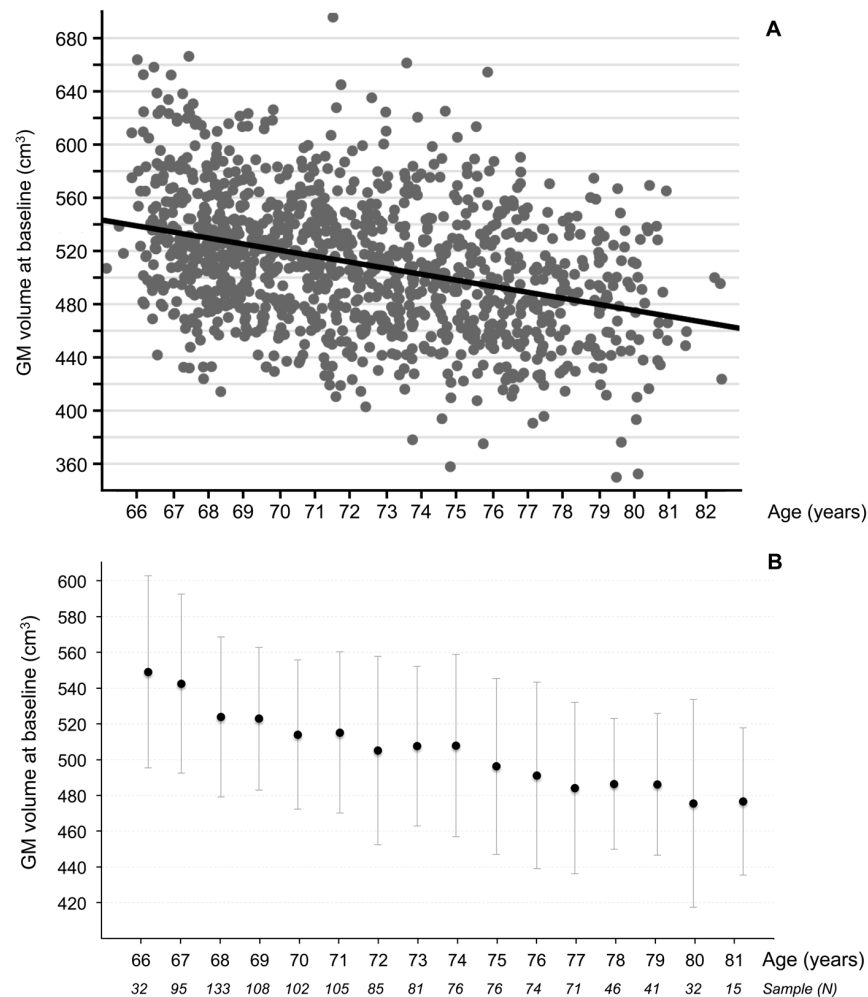 A
GM volume at baseline (cm³)
680
640
600
560
520
480
440
400
360
66 67 68 69 70 71 72 73 74 75 76 77 78 79 80 81 82 Age (years)
B
GM volume at baseline (cm³)
600
580
560
540
520
500
480
460
440
420
66 67 68 69 70 71 72 73 74 75 76 77 78 79 80 81 Age (years)
32 95 133 108 102 105 85 81 76 76 74 71 46 41 32 15 Sample (N)